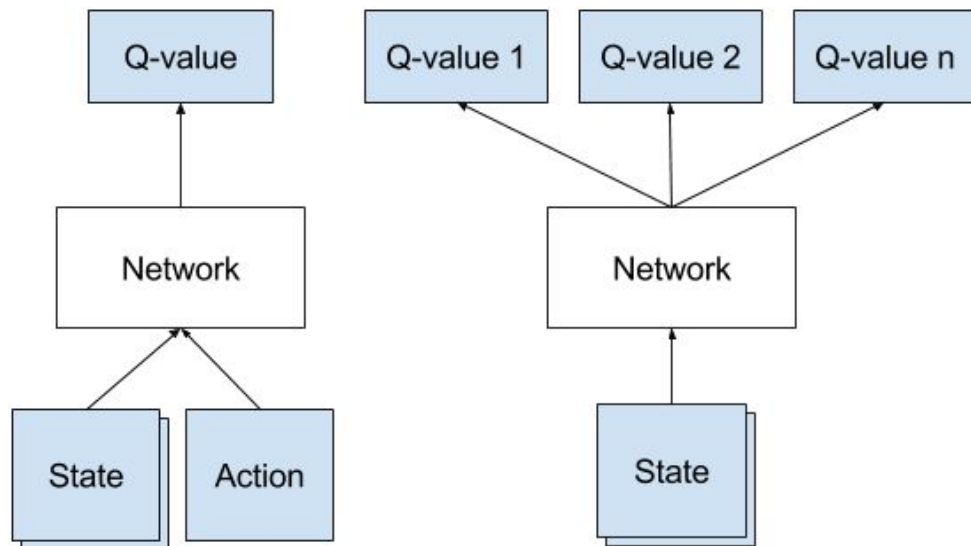 Q-value
Network
State
Action
Q-value 1
Q-value 2
Q-value n
Network
State